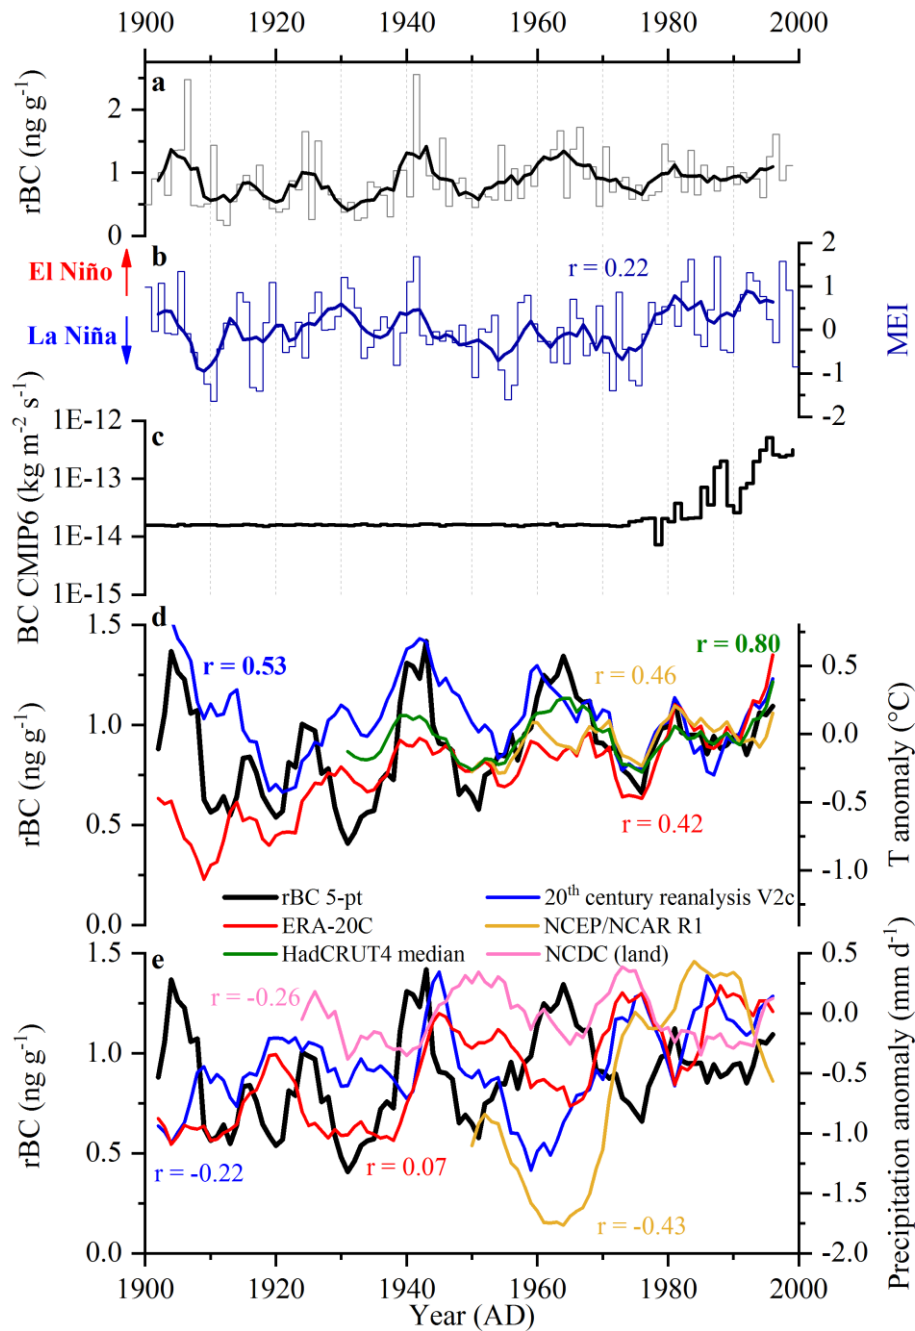 1900 1920 1940 1960 1980 2000
a
rBC (ng g⁻¹)
2
1
0
b
El Niño
La Niña
r = 0.22
2
1
0
-1
-2
MEI
c
BC CMIP6 (kg m⁻² s⁻¹)
1E-12
1E-13
1E-14
1E-15
d
rBC (ng g⁻¹)
1.5
1.0
0.5
0.0
r = 0.53
r = 0.46
r = 0.80
r = 0.42
0.5
0.0
-0.5
-1.0
T anomaly (°C)
rBC 5-pt
20th century reanalysis V2c
ERA-20C
NCEP/NCAR R1
HadCRUT4 median
NCDC (land)
e
rBC (ng g⁻¹)
1.5
1.0
0.5
0.0
r = -0.26
r = -0.22
r = 0.07
r = -0.43
0.5
0.0
-0.5
-1.0
-1.5
-2.0
Precipitation anomaly (mm d⁻¹)
1900 1920 1940 1960 1980 2000
Year (AD)